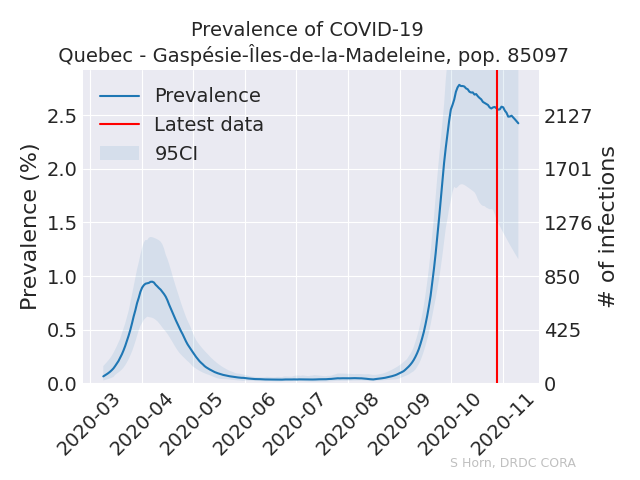 Prevalence of COVID-19
Quebec - Gaspésie-Îles-de-la-Madeleine, pop. 85097
Prevalence
Latest data
95CI
Prevalence (%)
2.5
2.0
1.5
1.0
0.5
0.0
2127
1701
1276
850
425
0
# of infections
2020-03
2020-04
2020-05
2020-06
2020-07
2020-08
2020-09
2020-10
2020-11
S Horn, DRDC CORA